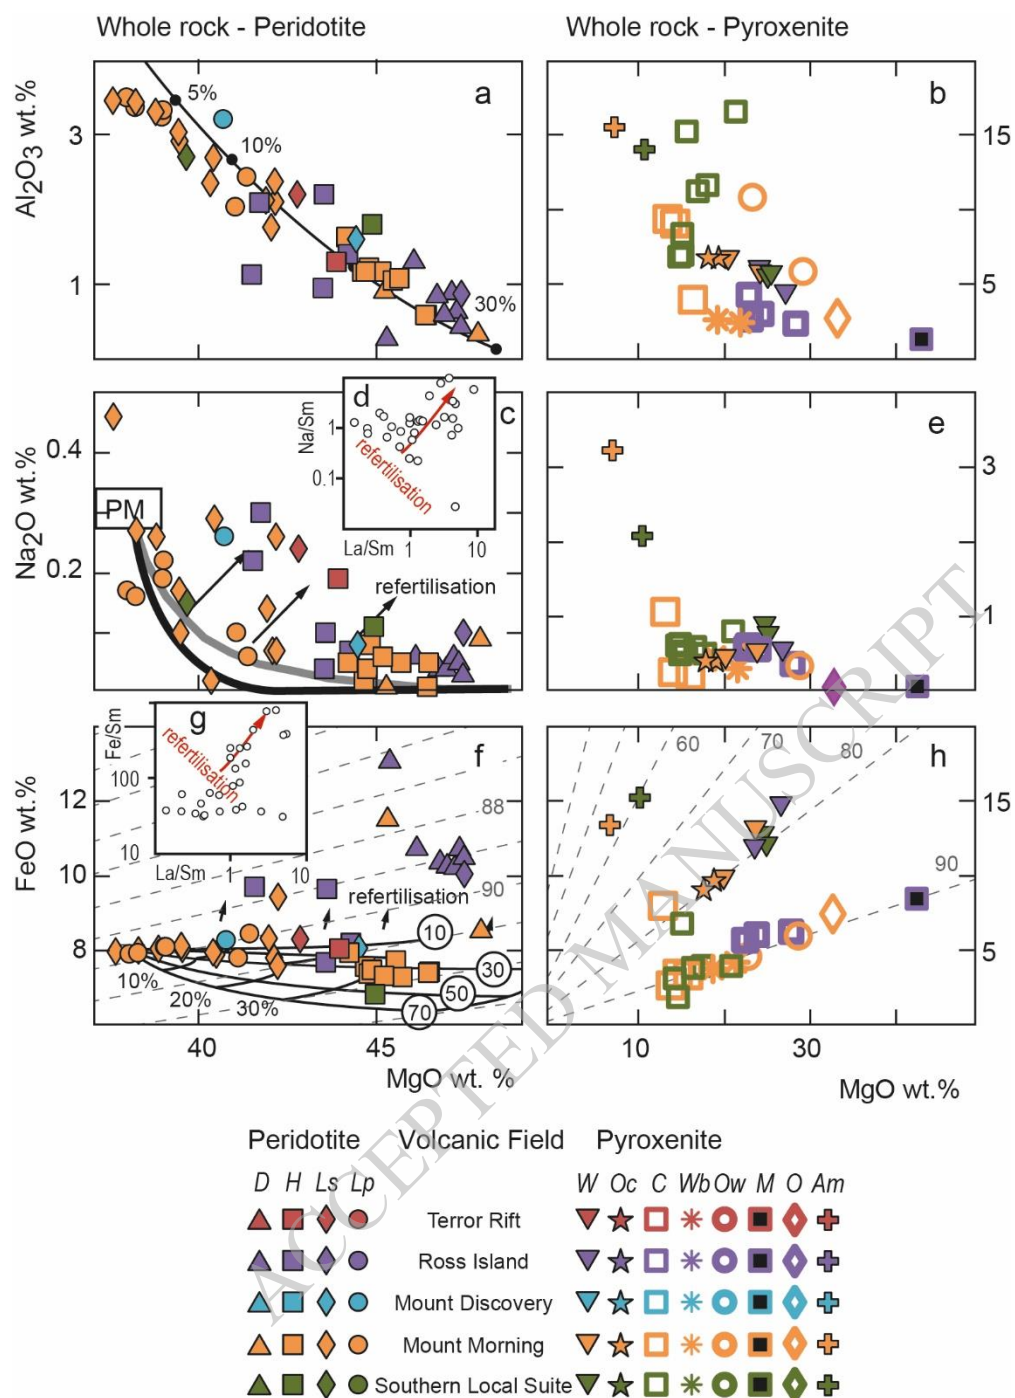 Whole rock - Peridotite
Whole rock - Pyroxenite
Al2O3 wt.%
3
1
a
5%
10%
30%
b
15
5
Na2O wt.%
0.4
0.2
PM
c
d
Na/Sm
1
0.1
refertilisation
La/Sm
1
10
refertilisation
e
3
1
FeO wt.%
12
10
8
f
g
Fe/Sm
100
10
refertilisation
La/Sm
1
10
88
90
refertilisation
10
30
50
70
10%
20%
30%
h
60
70
80
90
15
5
40
45
MgO wt. %
10
30
MgO wt.%
ACCEPTED MANUSCRIPT
Peridotite Volcanic Field Pyroxenite
D H Ls Lp W Oc C Wb Ow M O Am
Terror Rift
Ross Island
Mount Discovery
Mount Morning
Southern Local Suite